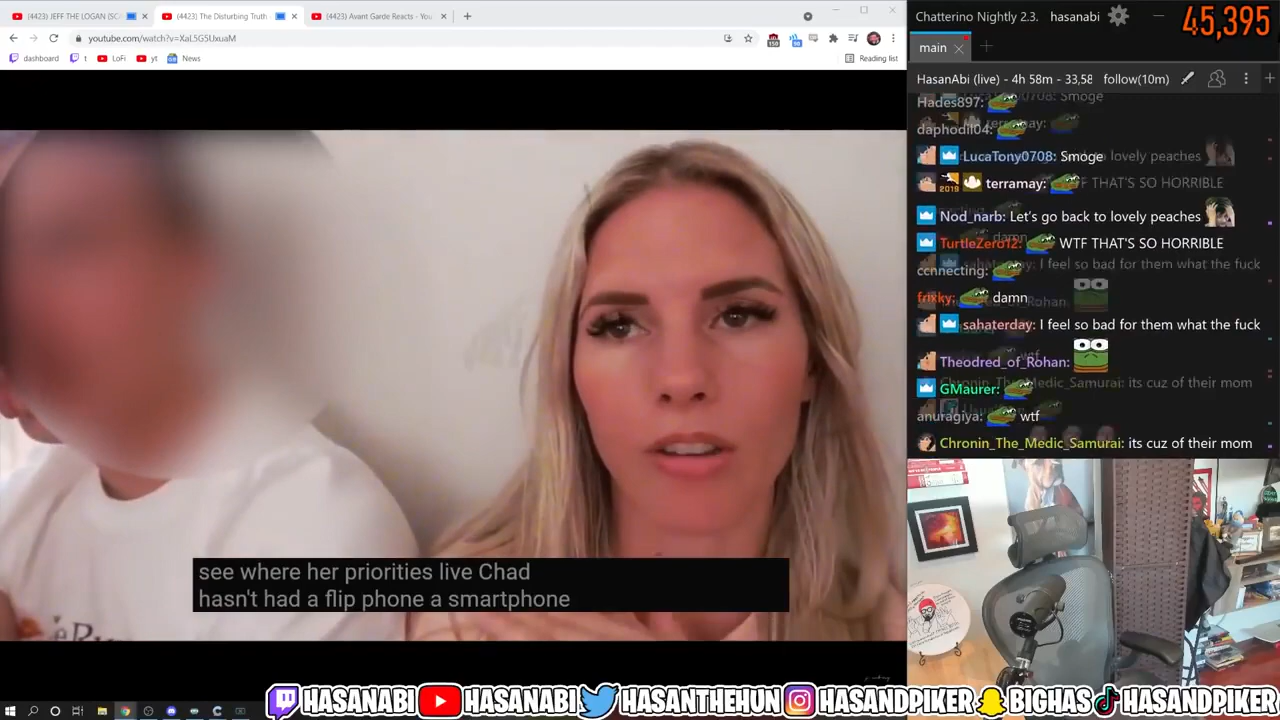 (4423) JEFF THE LOGAN (SC
(4423) The Disturbing Truth
(4423) Avant Garde Reacts - You
youtube.com/watch?v=XaL5G5UxuaM
dashboard
t
LoFi
yt
News
Reading list
see where her priorities live Chad
hasn't had a flip phone a smartphone
Chatterino Nightly 2.3.
hasanabi
45,395
main
HasanAbi (live) - 4h 58m - 33,58
follow(10m)
Hades897:
daphodil04:
LucaTony0708: Smoge
2019
terramay:
Nod_narb: Let's go back to lovely peaches
TurtleZero12: WTF THAT'S SO HORRIBLE
ccnnecting:
frixky: damn
sahaterday: I feel so bad for them what the fuck
Theodred_of_Rohan:
GMaurer:
anuragiya: wtf
Chronin_The_Medic_Samurai: its cuz of their mom
HASANABI
HASANABI
HASANTHEHUN
HASANDPIKER
BIGHAS
HASANDPIKER